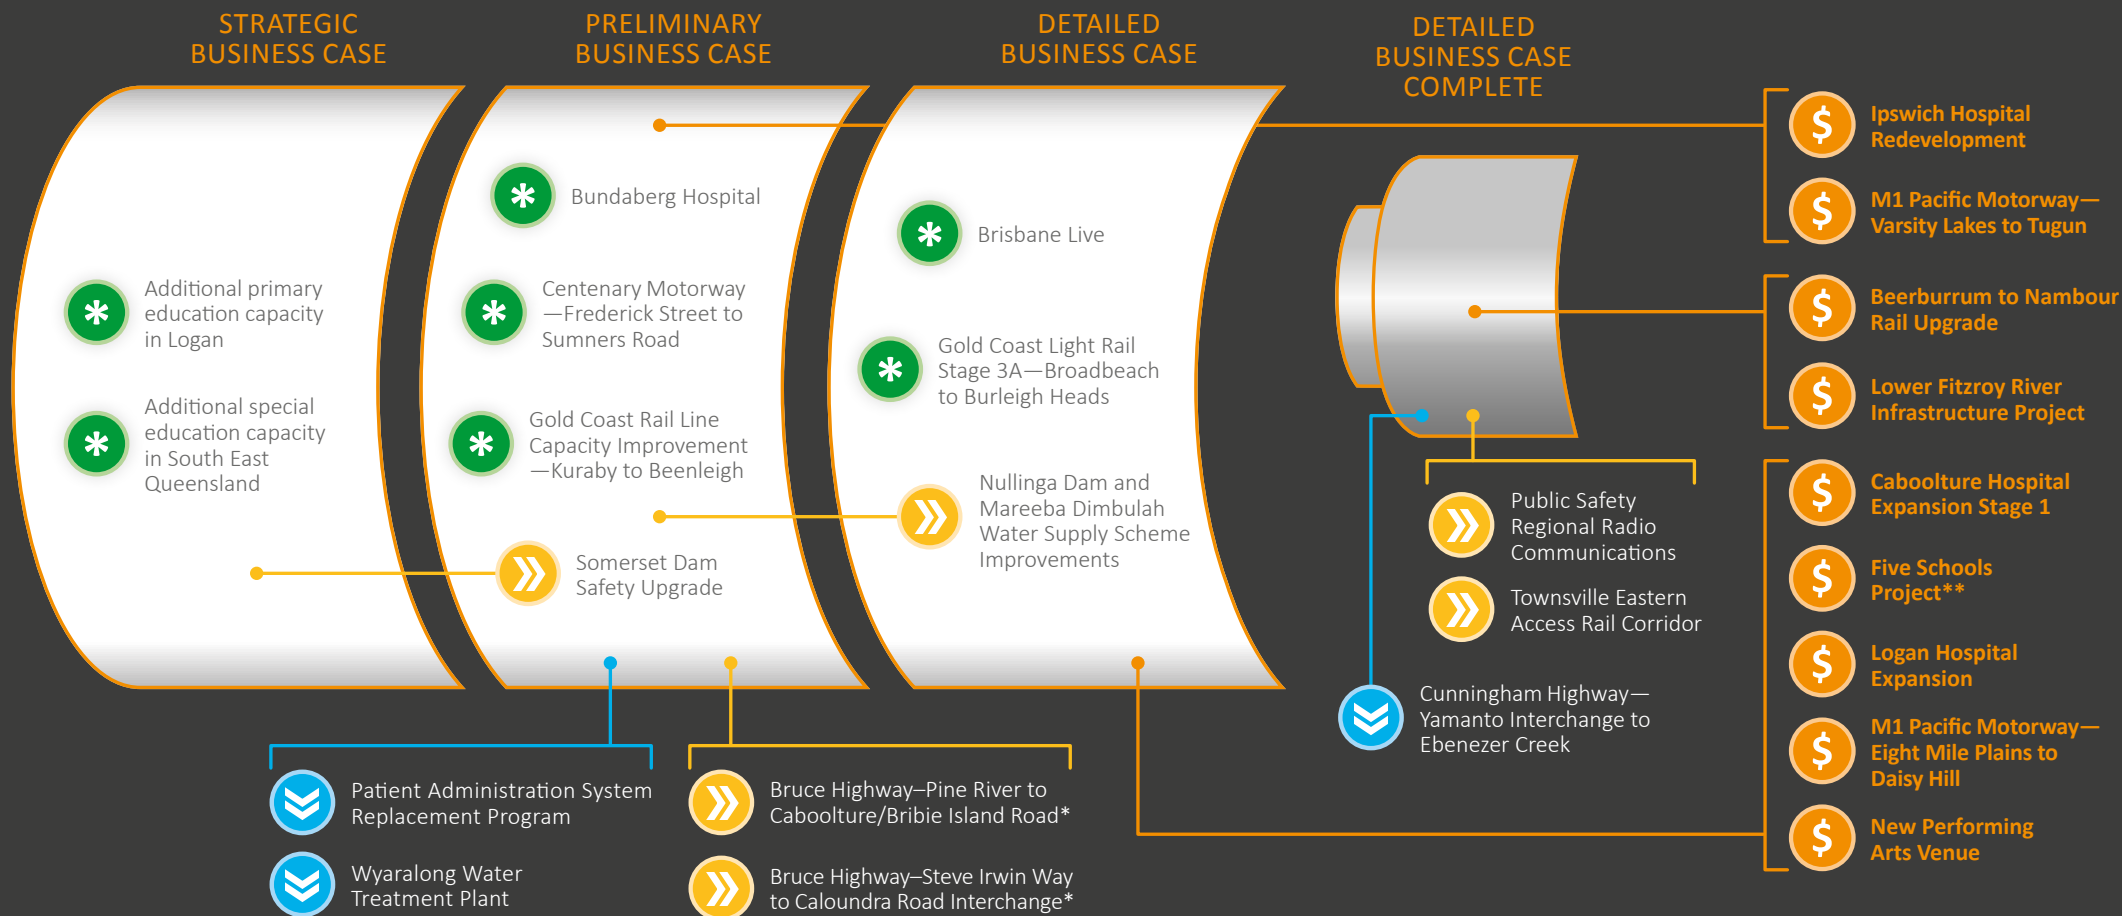 STRATEGIC
BUSINESS CASE
PRELIMINARY
BUSINESS CASE
DETAILED
BUSINESS CASE
DETAILED
BUSINESS CASE
COMPLETE
Additional primary
education capacity
in Logan
Additional special
education capacity
in South East
Queensland
Bundaberg Hospital
Centenary Motorway
—Frederick Street to
Sumners Road
Gold Coast Rail Line
Capacity Improvement
—Kuraby to Beenleigh
Somerset Dam
Safety Upgrade
Brisbane Live
Gold Coast Light Rail
Stage 3A—Broadbeach
to Burleigh Heads
Nullinga Dam and
Mareeba Dimbulah
Water Supply Scheme
Improvements
Public Safety
Regional Radio
Communications
Townsville Eastern
Access Rail Corridor
Cunningham Highway—
Yamanto Interchange to
Ebenezer Creek
Patient Administration System
Replacement Program
Wyaralong Water
Treatment Plant
Bruce Highway–Pine River to
Caboolture/Bribie Island Road*
Bruce Highway–Steve Irwin Way
to Caloundra Road Interchange*
$ Ipswich Hospital
Redevelopment
$ M1 Pacific Motorway—
Varsity Lakes to Tugun
$ Beerburrum to Nambour
Rail Upgrade
$ Lower Fitzroy River
Infrastructure Project
$ Caboolture Hospital
Expansion Stage 1
$ Five Schools
Project**
$ Logan Hospital
Expansion
$ M1 Pacific Motorway—
Eight Mile Plains to
Daisy Hill
$ New Performing
Arts Venue